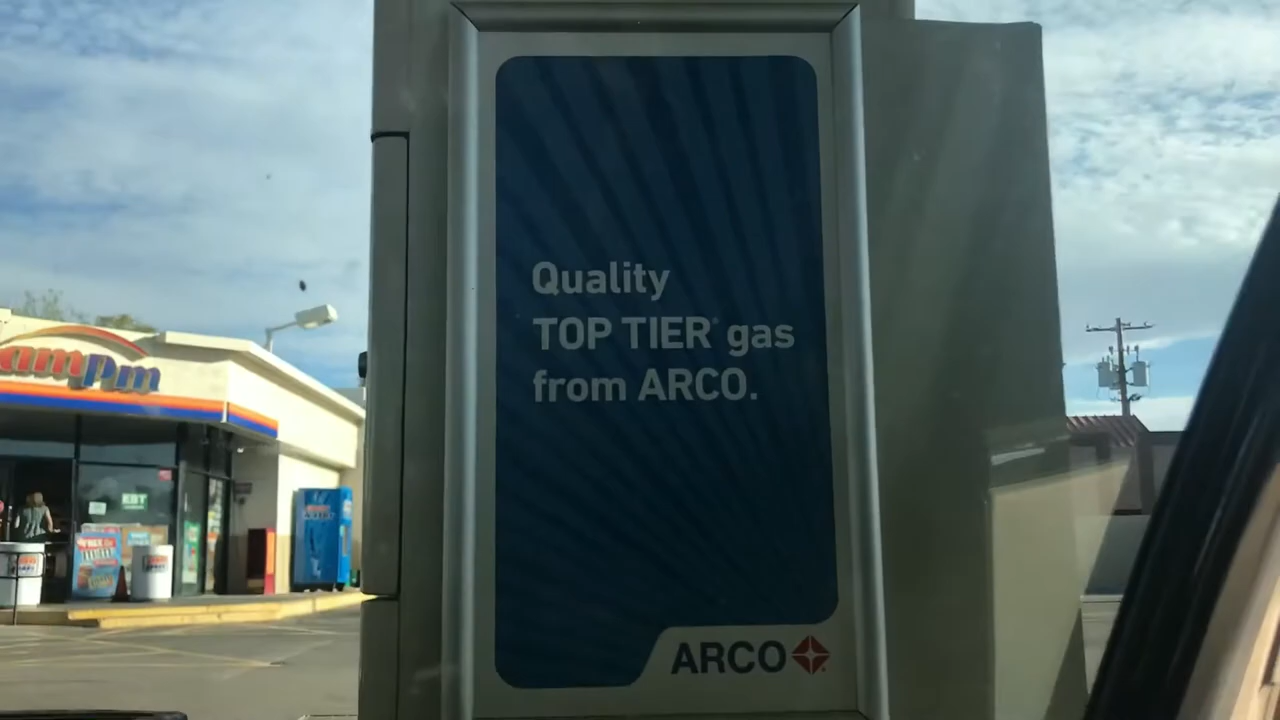 ampm
EBT
Quality
TOP TIER® gas
from ARCO.
ARCO